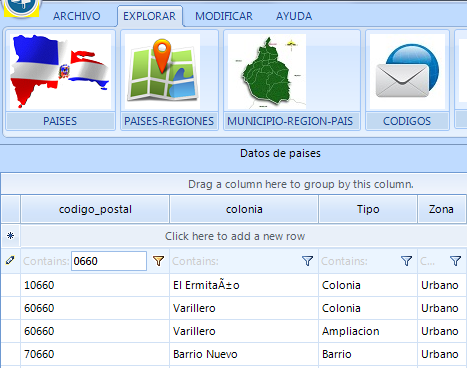 ARCHIVO EXPLORAR MODIFICAR AYUDA
PAISES PAISES-REGIONES MUNICIPIO-REGION-PAIS CODIGOS
Datos de paises
Drag a column here to group by this column.
codigo_postal colonia Tipo Zona
Click here to add a new row
Contains: 0660 Contains: Contains: C...
10660 El ErmitaÃ±o Colonia Urbano
60660 Varillero Colonia Urbano
60660 Varillero Ampliacion Urbano
70660 Barrio Nuevo Barrio Urbano